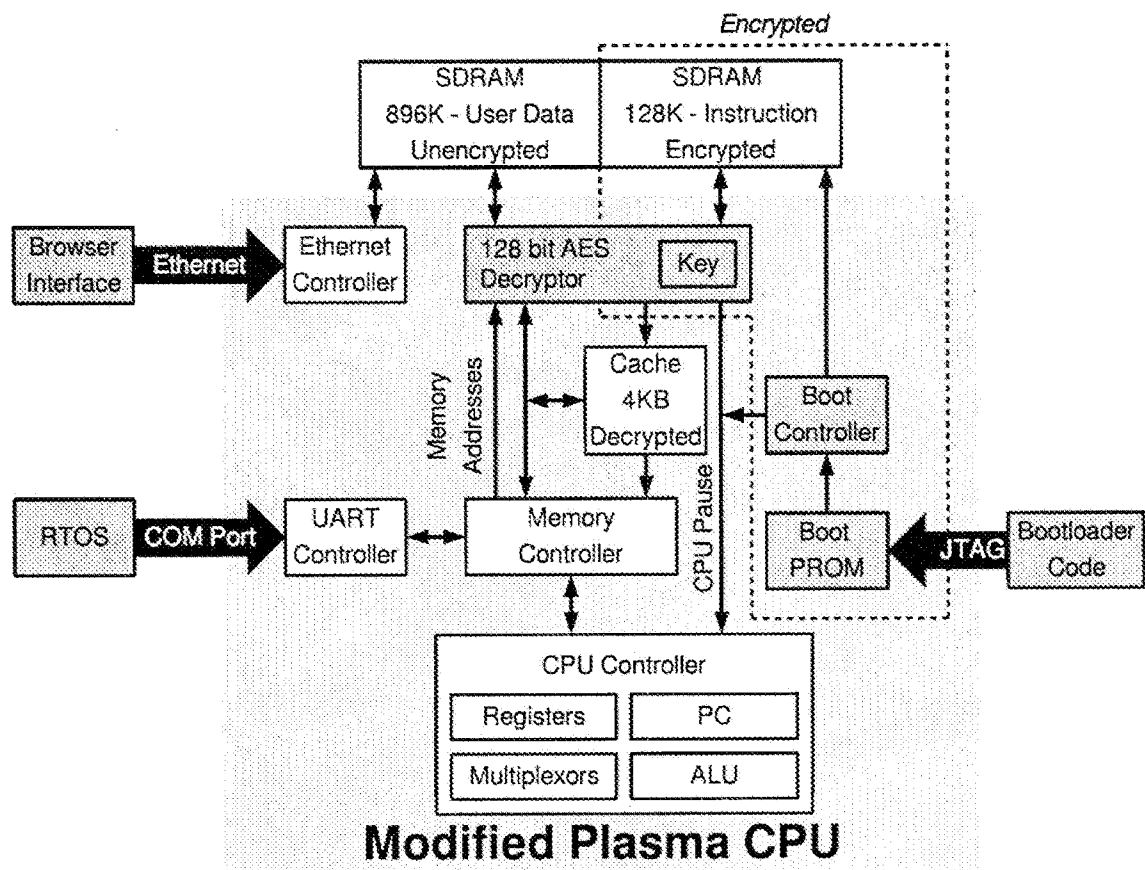 Encrypted
SDRAM
896K - User Data
Unencrypted
SDRAM
128K - Instruction
Encrypted
Browser
Interface
Ethernet
Ethernet
Controller
128 bit AES
Decryptor
Key
Memory
Addresses
Cache
4KB
Decrypted
CPU Pause
Boot
Controller
RTOS
COM Port
UART
Controller
Memory
Controller
Boot
PROM
JTAG
Bootloader
Code
CPU Controller
Registers
PC
Multiplexors
ALU
Modified Plasma CPU